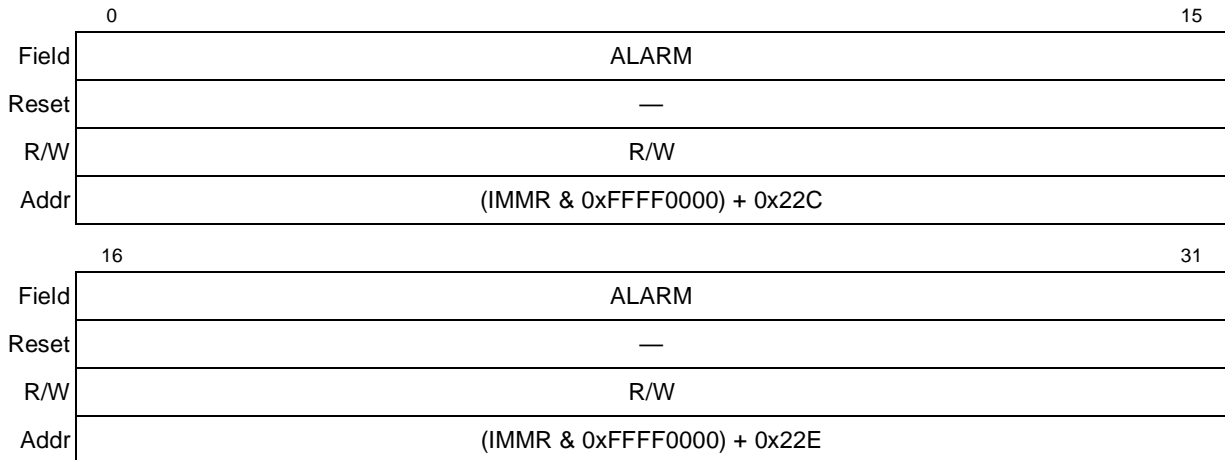 0 15
Field ALARM
Reset —
R/W R/W
Addr (IMMR & 0xFFFF0000) + 0x22C
16 31
Field ALARM
Reset —
R/W R/W
Addr (IMMR & 0xFFFF0000) + 0x22E